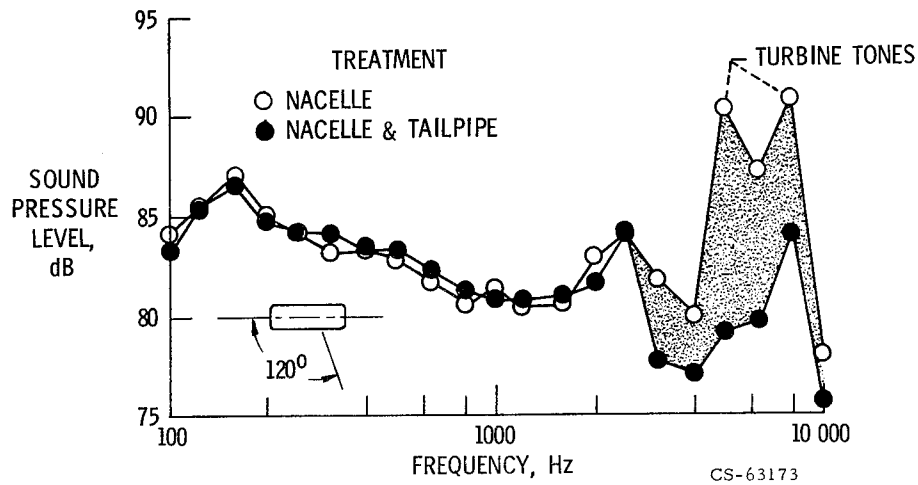 95
90
85
80
75
SOUND
PRESSURE
LEVEL,
dB
TREATMENT
NACELLE
NACELLE & TAILPIPE
TURBINE TONES
120⁰
100
1000
10 000
FREQUENCY, Hz
CS-63173